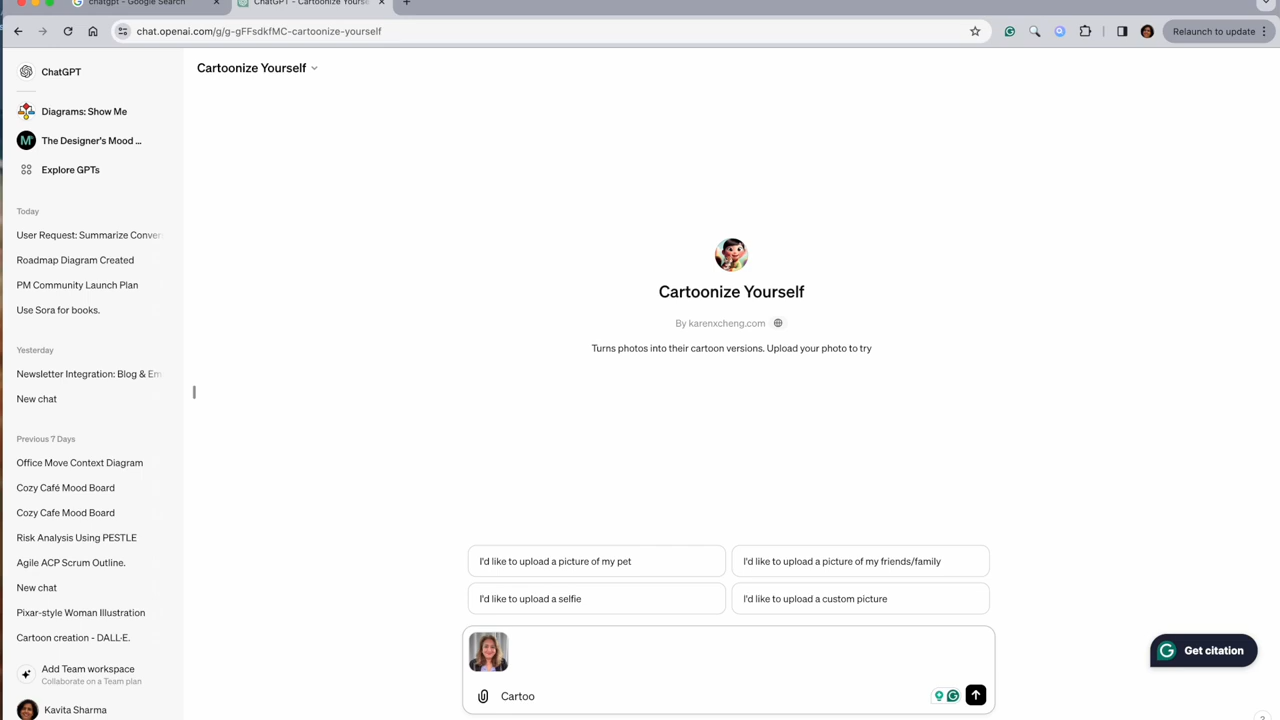 chatgpt - Google Search
ChatGPT - Cartoonize Yourse
chat.openai.com/g/g-gFFsdkfMC-cartoonize-yourself
Relaunch to update
ChatGPT
Cartoonize Yourself
Diagrams: Show Me
The Designer's Mood ...
Explore GPTs
Today
User Request: Summarize Conver
Roadmap Diagram Created
PM Community Launch Plan
Use Sora for books.
Yesterday
Newsletter Integration: Blog & Em
New chat
Previous 7 Days
Office Move Context Diagram
Cozy Café Mood Board
Cozy Cafe Mood Board
Risk Analysis Using PESTLE
Agile ACP Scrum Outline.
New chat
Pixar-style Woman Illustration
Cartoon creation - DALL·E.
Add Team workspace
Collaborate on a Team plan
Kavita Sharma
Cartoonize Yourself
By karenxcheng.com
Turns photos into their cartoon versions. Upload your photo to try
I'd like to upload a picture of my pet
I'd like to upload a picture of my friends/family
I'd like to upload a selfie
I'd like to upload a custom picture
Cartoo
Get citation